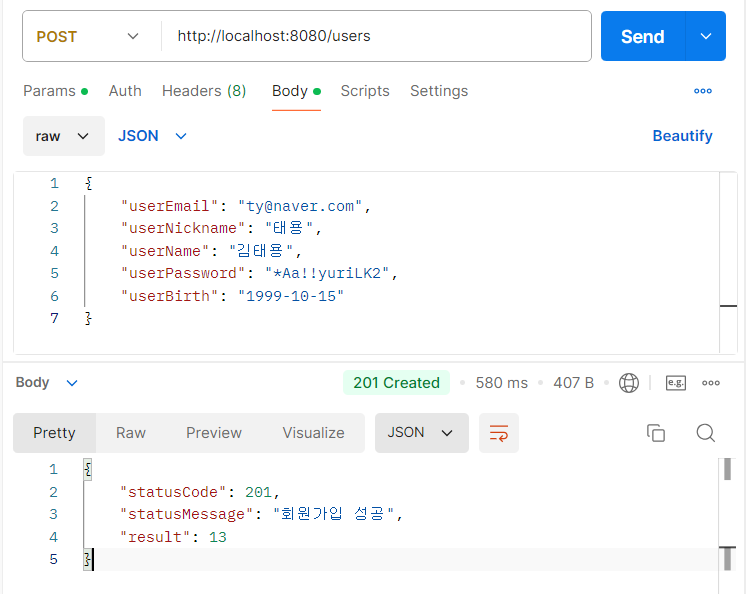 POST http://localhost:8080/users Send
Params Auth Headers (8) Body Scripts Settings
raw JSON Beautify
1 {
2 "userEmail": "ty@naver.com",
3 "userNickname": "태용",
4 "userName": "김태용",
5 "userPassword": "*Aa!!yuriLK2",
6 "userBirth": "1999-10-15"
7 }
Body 201 Created 580 ms 407 B e.g.
Pretty Raw Preview Visualize JSON
1 {
2 "statusCode": 201,
3 "statusMessage": "회원가입 성공",
4 "result": 13
5 }